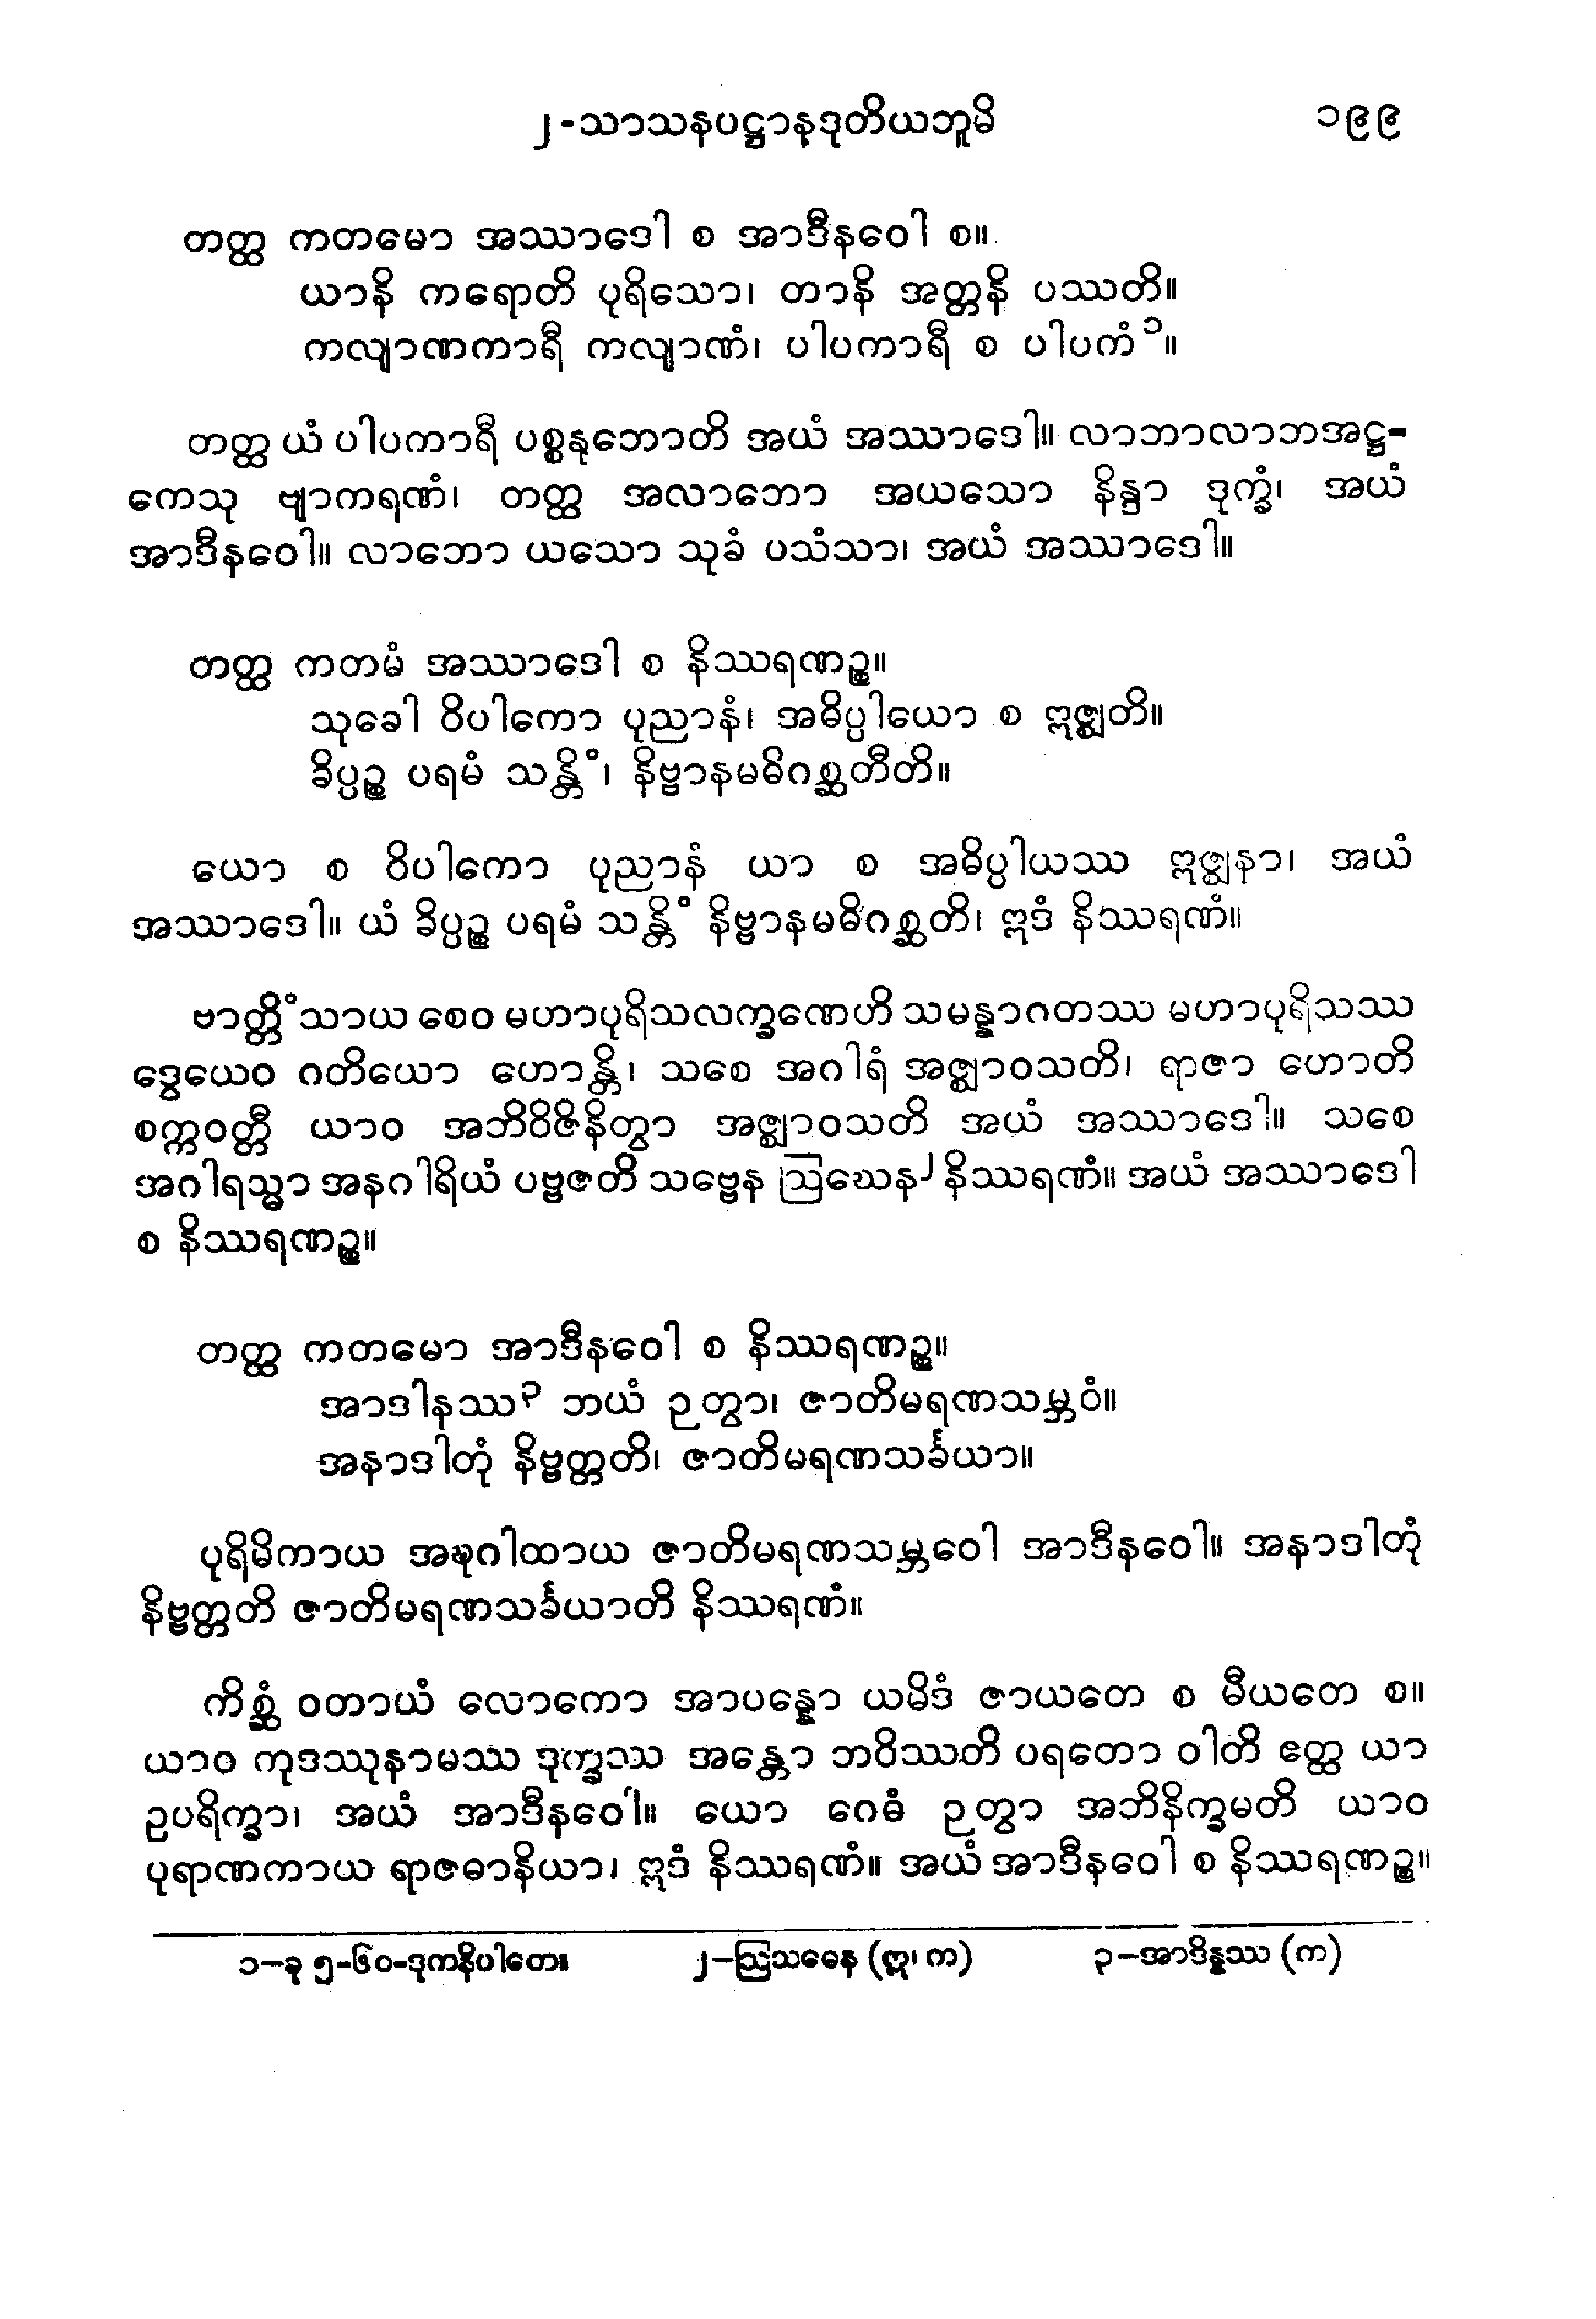 ၂-သာသနပဋ္ဌာနဒုတိယဘူမိ ၁၉၉
တတ္ထ ကတမော အဿာဒေါ စ အာဒီနဝေါ စ။
ယာနိ ကရောတိ ပုရိသော၊ တာနိ အတ္တနိ ပဿတိ။
ကလျာဏကာရီ ကလျာဏံ၊ ပါပကာရီ စ ပါပကံ၁။
တတ္ထ ယံ ပါပကာရီ ပစ္စနုဘောတိ အယံ အဿာဒေါ။ လာဘာလာဘအဋ္ဌ-
ကေသု ဗျာကရဏံ၊ တတ္ထ အလာဘော အယသော နိန္ဒာ ဒုက္ခံ၊ အယံ
အာဒီနဝေါ။ လာဘော ယသော သုခံ ပသံသာ၊ အယံ အဿာဒေါ။
တတ္ထ ကတမံ အဿာဒေါ စ နိဿရဏဉ္စ။
သုခေါ ဝိပါကော ပုညာနံ၊ အဓိပ္ပါယော စ ဣဇ္ဈတိ။
ခိပ္ပဉ္စ ပရမံ သန္တိံ၊ နိဗ္ဗာနမဓိဂစ္ဆတီတိ။
ယော စ ဝိပါကော ပုညာနံ ယာ စ အဓိပ္ပါယဿ ဣဇ္ဈနာ၊ အယံ
အဿာဒေါ။ ယံ ခိပ္ပဉ္စ ပရမံ သန္တိံ နိဗ္ဗာနမဓိဂစ္ဆတိ၊ ဣဒံ နိဿရဏံ။
ဗာတ္တိံသာယ စေဝ မဟာပုရိသလက္ခဏေဟိ သမန္နာဂတဿ မဟာပုရိသဿ
ဒွေယေဝ ဂတိယော ဟောန္တိ၊ သစေ အဂါရံ အဇ္ဈာဝသတိ၊ ရာဇာ ဟောတိ
စက္ကဝတ္တီ ယာဝ အဘိဝိဇိနိတွာ အဇ္ဈာဝသတိ အယံ အဿာဒေါ။ သစေ
အဂါရသ္မာ အနဂါရိယံ ပဗ္ဗဇတိ သဗ္ဗေန ဩဃေန၂ နိဿရဏံ။ အယံ အဿာဒေါ
စ နိဿရဏဉ္စ။
တတ္ထ ကတမော အာဒီနဝေါ စ နိဿရဏဉ္စ။
အာဒါနဿ၃ ဘယံ ဉတွာ၊ ဇာတိမရဏသမ္ဘဝံ။
အနာဒါတုံ နိဗ္ဗတ္တတိ၊ ဇာတိမရဏသင်္ခယာ။
ပုရိမိကာယ အဍ္ဎဂါထာယ ဇာတိမရဏသမ္ဘဝေါ အာဒီနဝေါ။ အနာဒါတုံ
နိဗ္ဗတ္တတိ ဇာတိမရဏသင်္ခယာတိ နိဿရဏံ။
ကိစ္ဆံ ဝတာယံ လောကော အာပန္နော ယမိဒံ ဇာယတေ စ မီယတေ စ။
ယာဝ ကုဒဿုနာမဿ ဒုက္ခဿ အန္တော ဘဝိဿတိ ပရတော ဝါတိ ဧတ္ထ ယာ
ဥပရိက္ခာ၊ အယံ အာဒီနဝေါ။ ယော ဂေဓံ ဉတွာ အဘိနိက္ခမတိ ယာဝ
ပုရာဏကာယ ရာဇဓာနိယာ၊ ဣဒံ နိဿရဏံ။ အယံ အာဒီနဝေါ စ နိဿရဏဉ္စ။
၁-ခု ၅-၆၀-ဒုကနိပါတေ။ ၂-ဩသဓေန (ဣ၊ က) ၃-အာဒိန္နဿ (က)